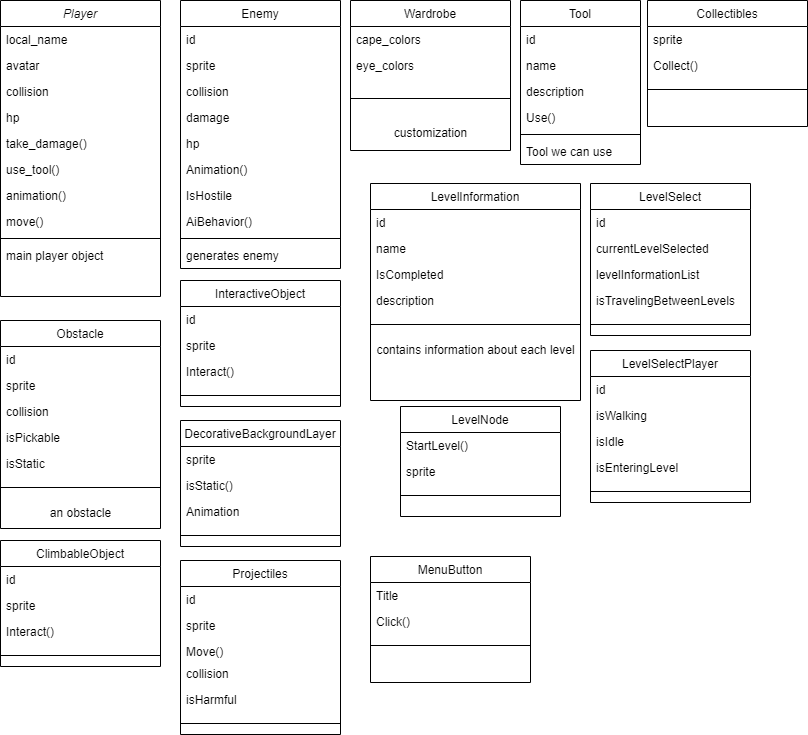 Player
local_name
avatar
collision
hp
take_damage()
use_tool()
animation()
move()
main player object
Enemy
id
sprite
collision
damage
hp
Animation()
IsHostile
AiBehavior()
generates enemy
Wardrobe
cape_colors
eye_colors
customization
Tool
id
name
description
Use()
Tool we can use
Collectibles
sprite
Collect()
LevelInformation
id
name
IsCompleted
description
contains information about each level
LevelSelect
id
currentLevelSelected
levelInformationList
isTravelingBetweenLevels
InteractiveObject
id
sprite
Interact()
Obstacle
id
sprite
collision
isPickable
isStatic
an obstacle
LevelSelectPlayer
id
isWalking
isIdle
isEnteringLevel
LevelNode
StartLevel()
sprite
DecorativeBackgroundLayer
sprite
isStatic()
Animation
ClimbableObject
id
sprite
Interact()
Projectiles
id
sprite
Move()
collision
isHarmful
MenuButton
Title
Click()